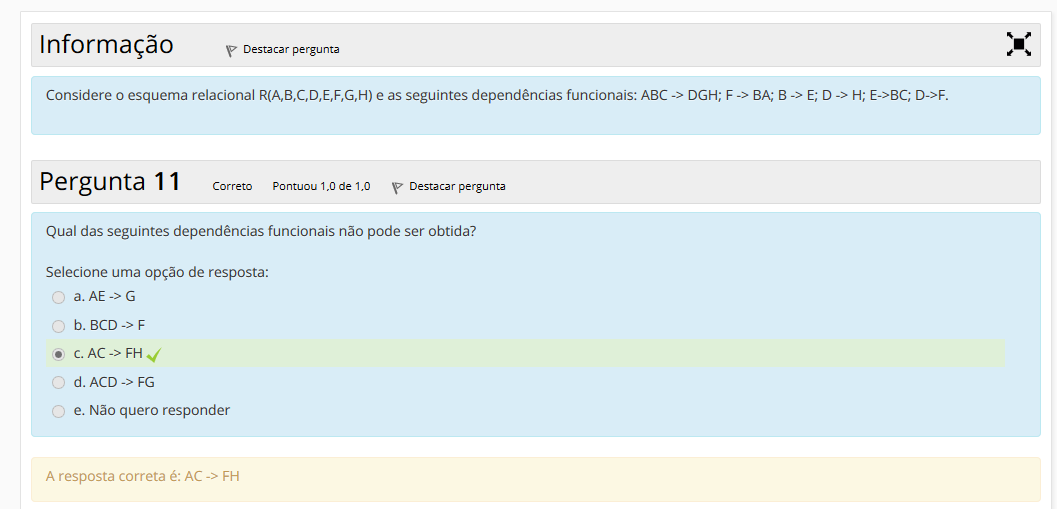 Informação
Destacar pergunta
Considere o esquema relacional R(A,B,C,D,E,F,G,H) e as seguintes dependências funcionais: ABC -> DGH; F -> BA; B -> E; D -> H; E->BC; D->F.
Pergunta 11
Correto
Pontuou 1,0 de 1,0
Destacar pergunta
Qual das seguintes dependências funcionais não pode ser obtida?
Selecione uma opção de resposta:
a. AE -> G
b. BCD -> F
c. AC -> FH
d. ACD -> FG
e. Não quero responder
A resposta correta é: AC -> FH